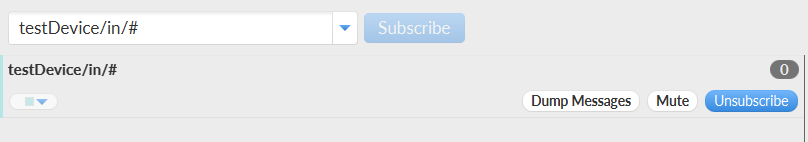 testDevice/in/#
Subscribe
testDevice/in/#
0
Dump Messages
Mute
Unsubscribe